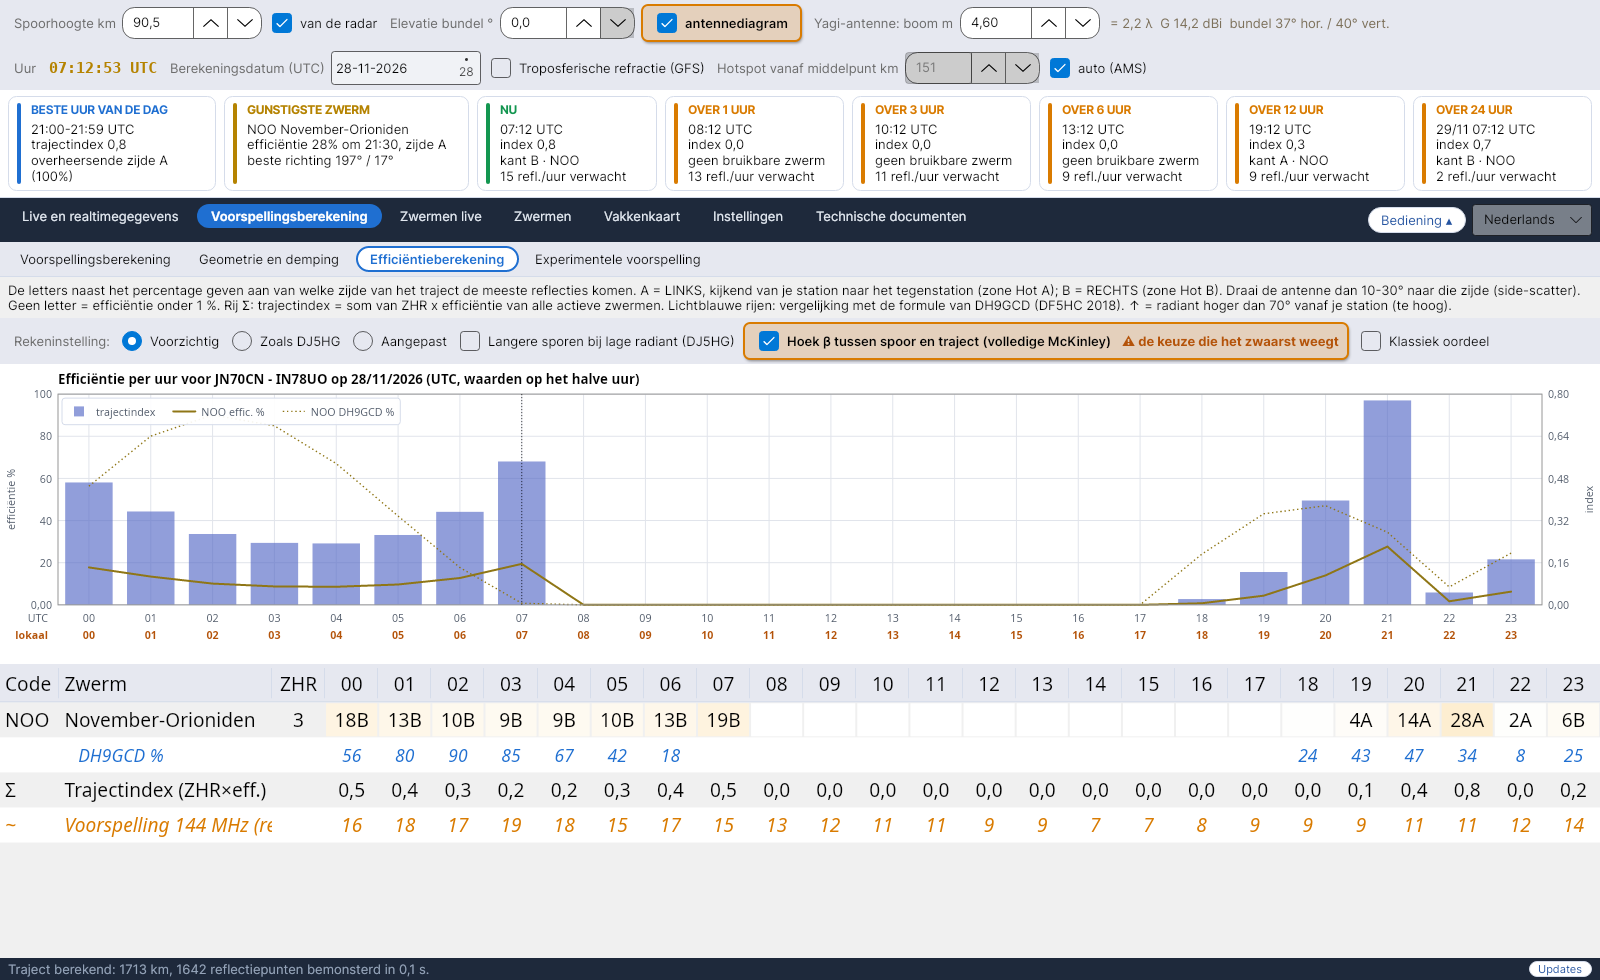 Spoorhoogte km 90,5 van de radar Elevatie bundel ° 0,0 antennediagram Yagi-antenne: boom m 4,60 = 2,2 λ G 14,2 dBi bundel 37° hor. / 40° vert.
Uur 07:12:53 UTC Berekeningsdatum (UTC) 28-11-2026 28 Troposferische refractie (GFS) Hotspot vanaf middelpunt km 151 auto (AMS)
BESTE UUR VAN DE DAG
21:00-21:59 UTC
trajectindex 0,8
overheersende zijde A
(100%)
GUNSTIGSTE ZWERM
NOO November-Orioniden
efficiëntie 28% om 21:30, zijde A
beste richting 197° / 17°
NU
07:12 UTC
index 0,8
kant B · NOO
15 refl./uur verwacht
OVER 1 UUR
08:12 UTC
index 0,0
geen bruikbare zwerm
13 refl./uur verwacht
OVER 3 UUR
10:12 UTC
index 0,0
geen bruikbare zwerm
11 refl./uur verwacht
OVER 6 UUR
13:12 UTC
index 0,0
geen bruikbare zwerm
9 refl./uur verwacht
OVER 12 UUR
19:12 UTC
index 0,3
kant A · NOO
9 refl./uur verwacht
OVER 24 UUR
29/11 07:12 UTC
index 0,7
kant B · NOO
2 refl./uur verwacht
Live en realtimegegevens Voorspellingsberekening Zwermen live Zwermen Vakkenkaart Instellingen Technische documenten Bediening ▴ Nederlands
Voorspellingsberekening Geometrie en demping Efficiëntieberekening Experimentele voorspelling
De letters naast het percentage geven aan van welke zijde van het traject de meeste reflecties komen. A = LINKS, kijkend van je station naar het tegenstation (zone Hot A); B = RECHTS (zone Hot B). Draai de antenne dan 10-30° naar die zijde (side-scatter).
Geen letter = efficiëntie onder 1 %. Rij Σ: trajectindex = som van ZHR x efficiëntie van alle actieve zwermen. Lichtblauwe rijen: vergelijking met de formule van DH9GCD (DF5HC 2018). ↑ = radiant hoger dan 70° vanaf je station (te hoog).
Rekeninstelling: Voorzichtig Zoals DJ5HG Aangepast Langere sporen bij lage radiant (DJ5HG) Hoek β tussen spoor en traject (volledige McKinley) ⚠ de keuze die het zwaarst weegt Klassiek oordeel
Efficiëntie per uur voor JN70CN - IN78UO op 28/11/2026 (UTC, waarden op het halve uur)
trajectindex NOO effic. % NOO DH9GCD %
efficiëntie %
100
80
60
40
20
0,00
0,80
0,64
0,48
0,32
0,16
0,00
index
UTC 00 01 02 03 04 05 06 07 08 09 10 11 12 13 14 15 16 17 18 19 20 21 22 23
lokaal 00 01 02 03 04 05 06 07 08 09 10 11 12 13 14 15 16 17 18 19 20 21 22 23
Code Zwerm ZHR 00 01 02 03 04 05 06 07 08 09 10 11 12 13 14 15 16 17 18 19 20 21 22 23
NOO November-Orioniden 3 18B 13B 10B 9B 9B 10B 13B 19B 4A 14A 28A 2A 6B
DH9GCD % 56 80 90 85 67 42 18 24 43 47 34 8 25
Σ Trajectindex (ZHR×eff.) 0,5 0,4 0,3 0,2 0,2 0,3 0,4 0,5 0,0 0,0 0,0 0,0 0,0 0,0 0,0 0,0 0,0 0,0 0,0 0,1 0,4 0,8 0,0 0,2
~ Voorspelling 144 MHz (re 16 18 17 19 18 15 17 15 13 12 11 11 9 9 7 7 8 9 9 9 11 11 12 14
Traject berekend: 1713 km, 1642 reflectiepunten bemonsterd in 0,1 s. Updates